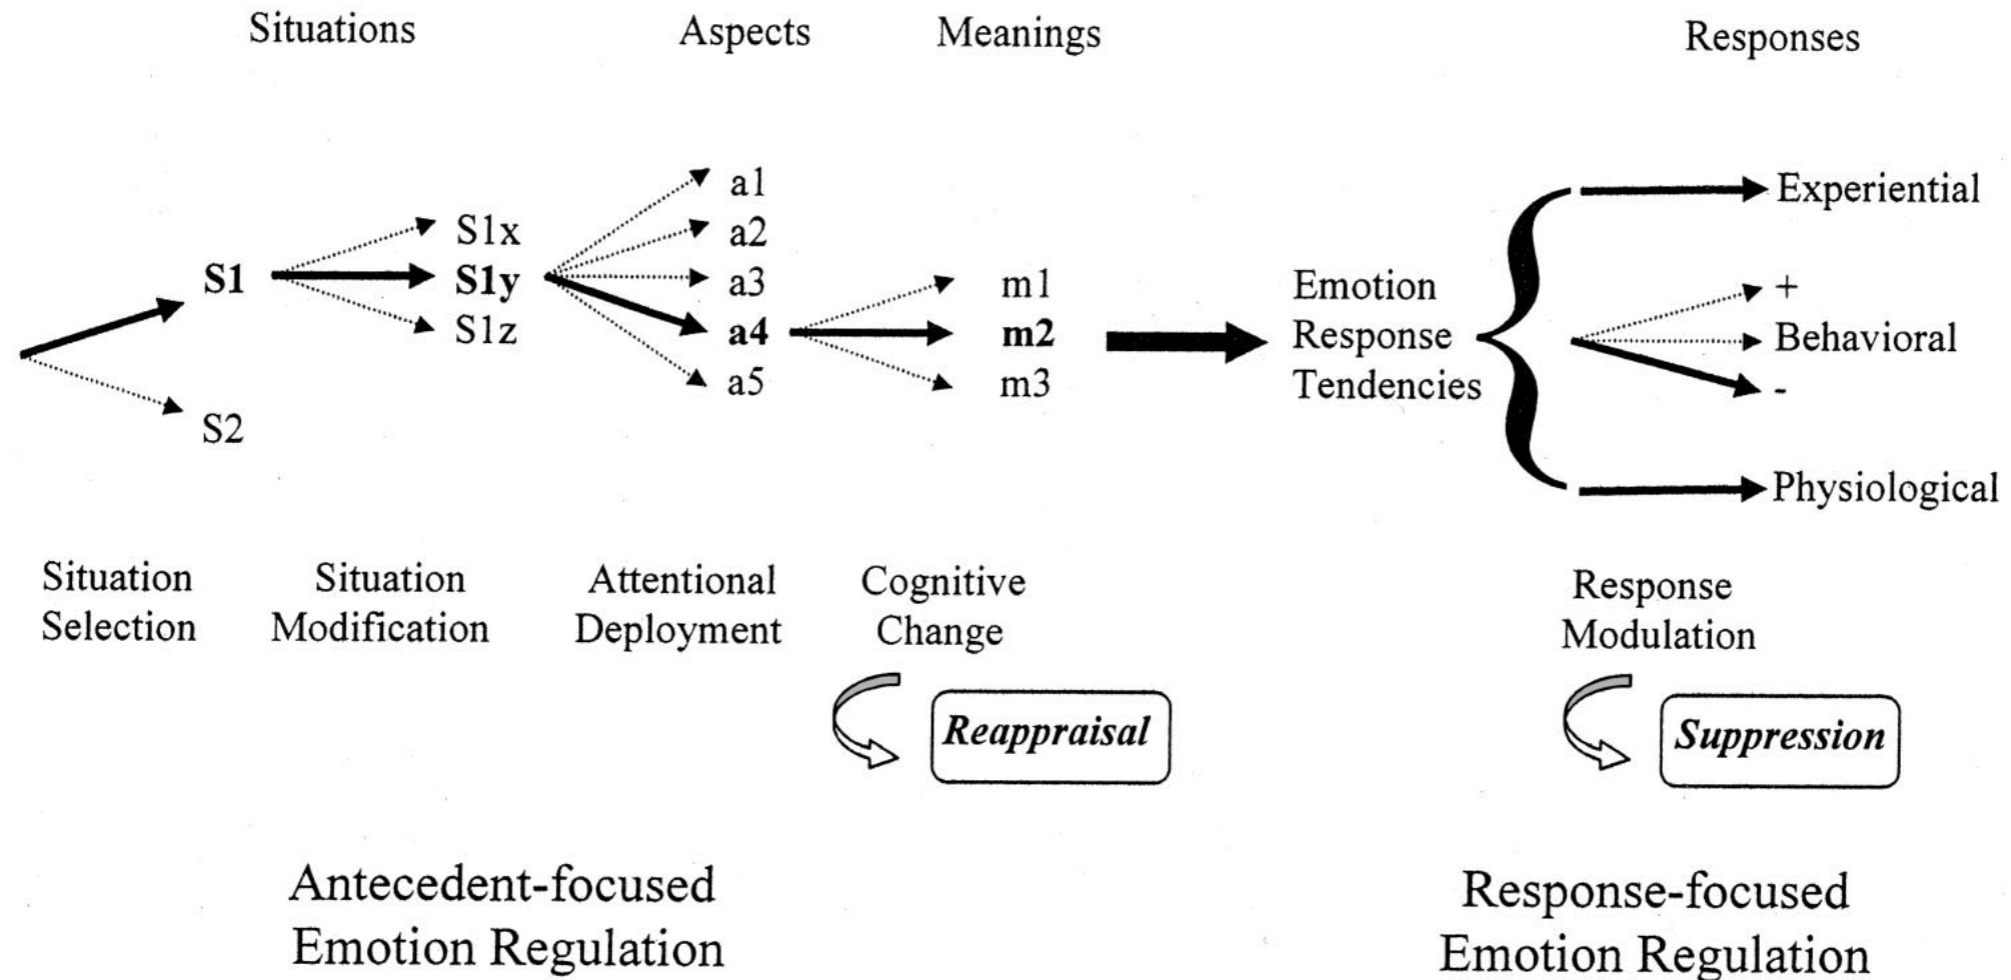 Situations Aspects Meanings Responses
a1
S1x a2 Experiential
S1 S1y a3 m1 Emotion +
S1z a4 m2 Response Behavioral
a5 m3 Tendencies -
S2
Physiological
Situation Situation Attentional Cognitive Response
Selection Modification Deployment Change Modulation
Reappraisal Suppression
Antecedent-focused Response-focused
Emotion Regulation Emotion Regulation